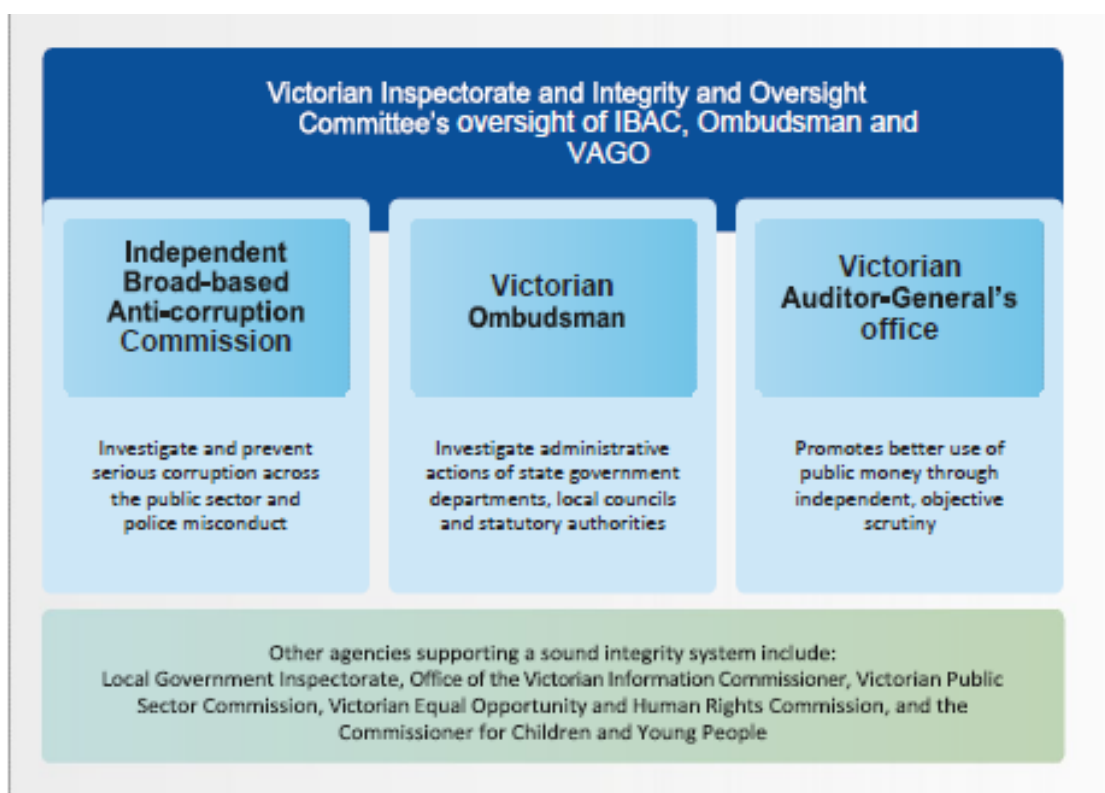 Victorian Inspectorate and Integrity and Oversight
Committee's oversight of IBAC, Ombudsman and
VAGO
Independent
Broad-based
Anti-corruption
Commission
Victorian
Ombudsman
Victorian
Auditor-General's
office
Investigate and prevent
serious corruption across
the public sector and
police misconduct
Investigate administrative
actions of state government
departments, local councils
and statutory authorities
Promotes better use of
public money through
independent, objective
scrutiny
Other agencies supporting a sound integrity system include:
Local Government Inspectorate, Office of the Victorian Information Commissioner, Victorian Public
Sector Commission, Victorian Equal Opportunity and Human Rights Commission, and the
Commissioner for Children and Young People